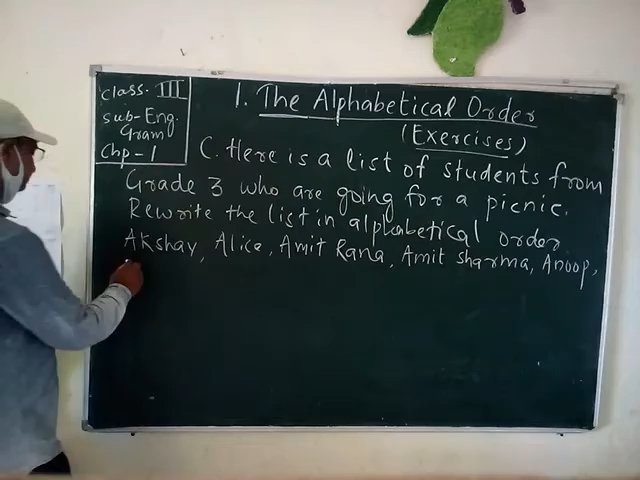 Class- III
Sub- Eng.
Gram
Chp - 1
1. The Alphabetical Order
(Exercises)
C. Here is a list of students from
Grade 3 who are going for a picnic.
Rewrite the list in alphabetical order
Akshay, Alice, Amit Rana, Amit Sharma, Anoop,